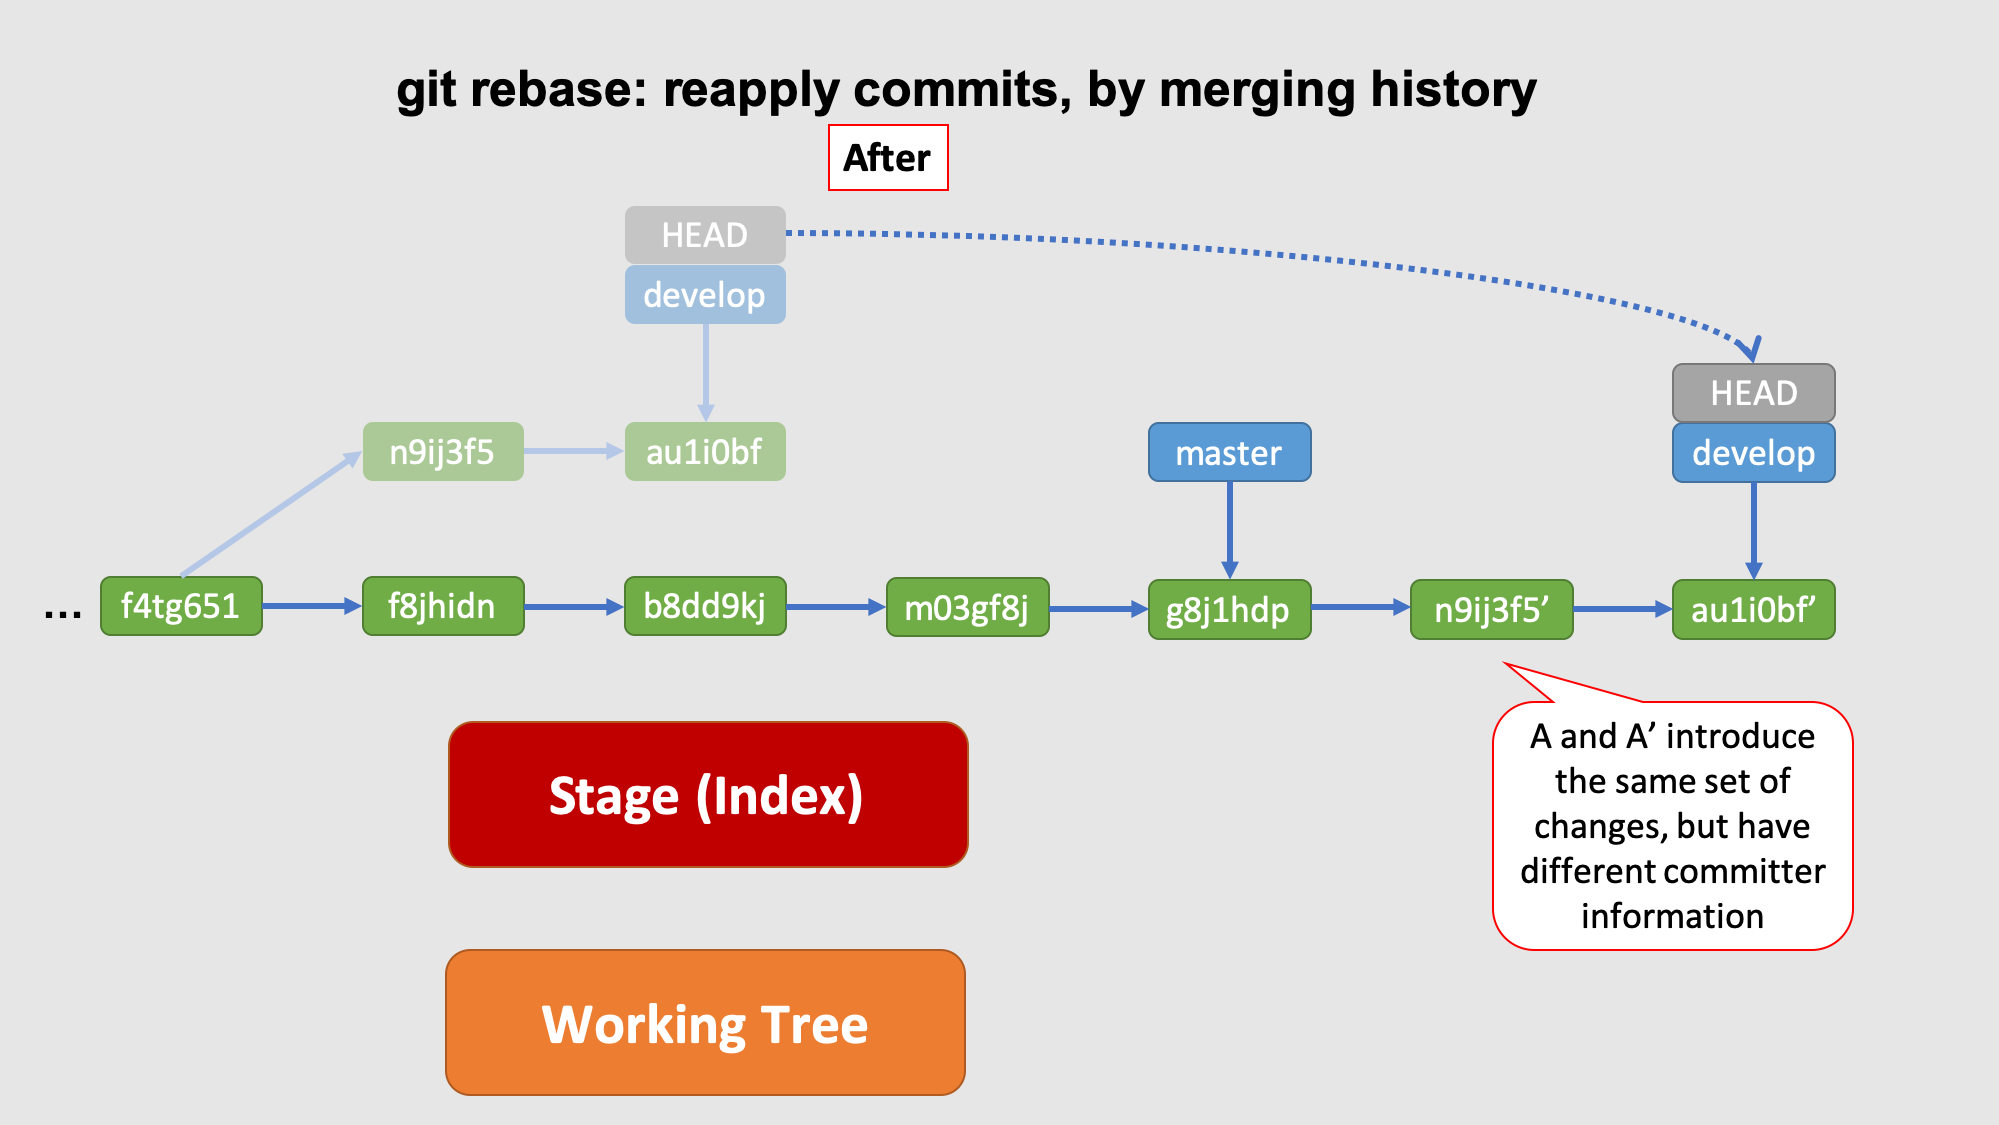 git rebase: reapply commits, by merging history
After
HEAD
develop
n9ij3f5
au1i0bf
master
HEAD
develop
...
f4tg651
f8jhidn
b8dd9kj
m03gf8j
g8j1hdp
n9ij3f5’
au1i0bf’
Stage (Index)
A and A’ introduce
the same set of
changes, but have
different committer
information
Working Tree